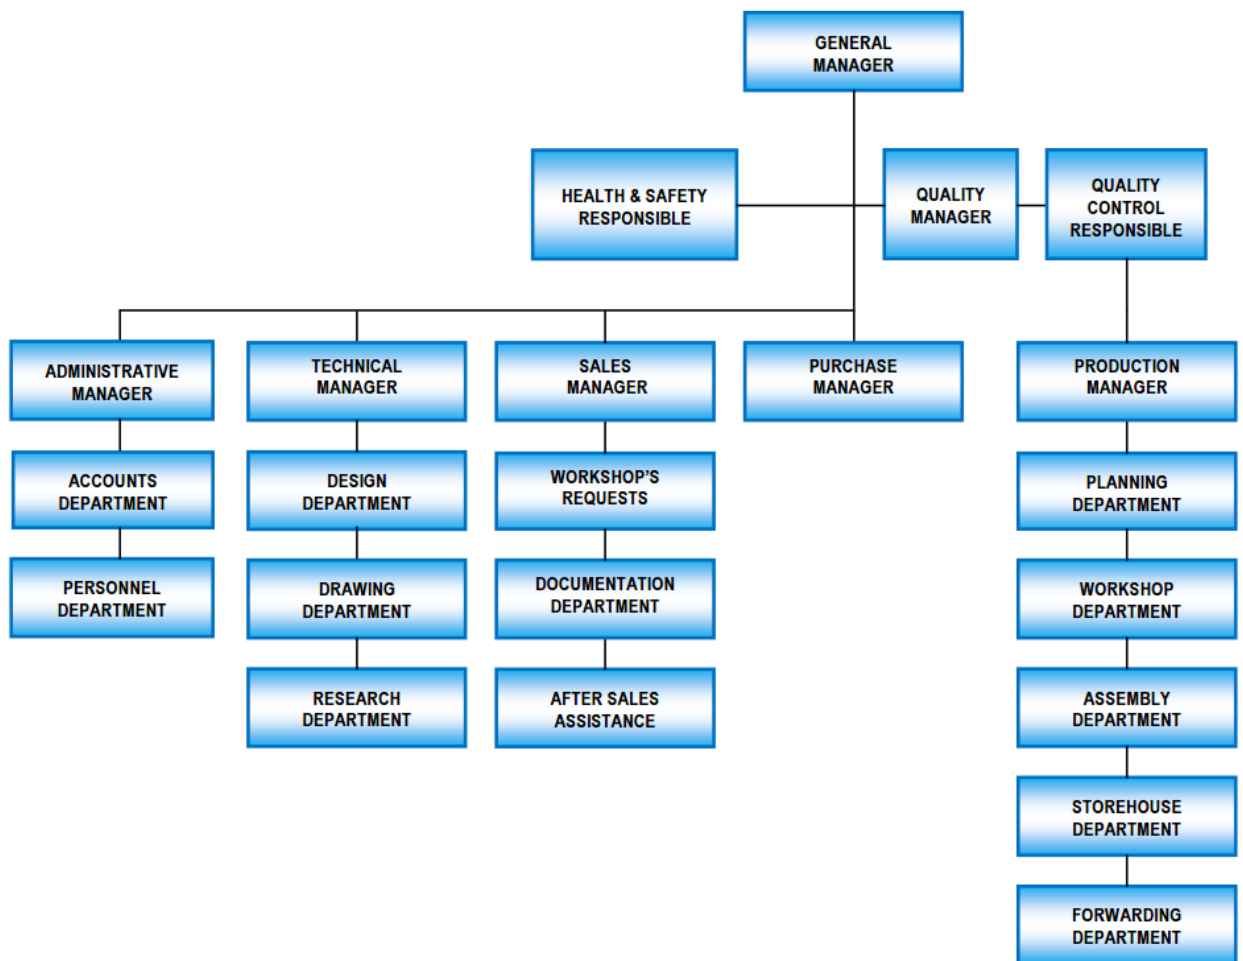 GENERAL
MANAGER
HEALTH & SAFETY
RESPONSIBLE
QUALITY
MANAGER
QUALITY
CONTROL
RESPONSIBLE
ADMINISTRATIVE
MANAGER
TECHNICAL
MANAGER
SALES
MANAGER
PURCHASE
MANAGER
PRODUCTION
MANAGER
ACCOUNTS
DEPARTMENT
DESIGN
DEPARTMENT
WORKSHOP'S
REQUESTS
PLANNING
DEPARTMENT
PERSONNEL
DEPARTMENT
DRAWING
DEPARTMENT
DOCUMENTATION
DEPARTMENT
WORKSHOP
DEPARTMENT
RESEARCH
DEPARTMENT
AFTER SALES
ASSISTANCE
ASSEMBLY
DEPARTMENT
STOREHOUSE
DEPARTMENT
FORWARDING
DEPARTMENT